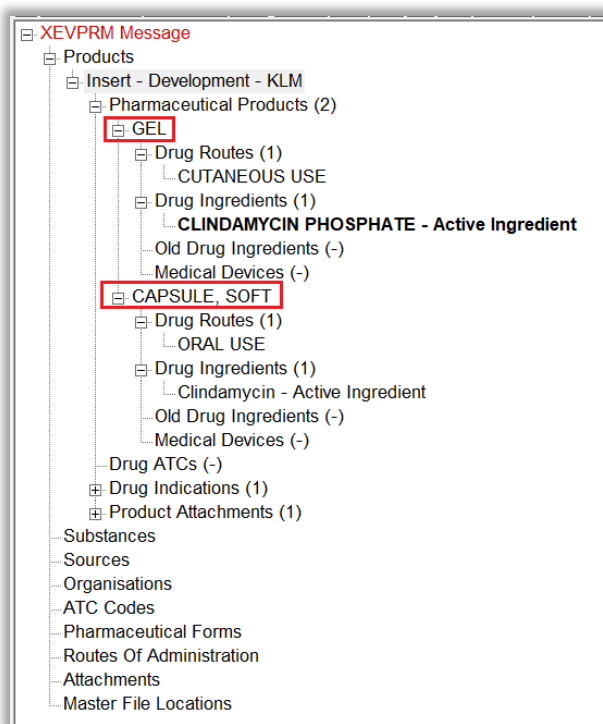 XEVPRM Message
Products
Insert - Development - KLM
Pharmaceutical Products (2)
GEL
Drug Routes (1)
CUTANEOUS USE
Drug Ingredients (1)
CLINDAMYCIN PHOSPHATE - Active Ingredient
Old Drug Ingredients (-)
Medical Devices (-)
CAPSULE, SOFT
Drug Routes (1)
ORAL USE
Drug Ingredients (1)
Clindamycin - Active Ingredient
Old Drug Ingredients (-)
Medical Devices (-)
Drug ATCs (-)
Drug Indications (1)
Product Attachments (1)
Substances
Sources
Organisations
ATC Codes
Pharmaceutical Forms
Routes Of Administration
Attachments
Master File Locations